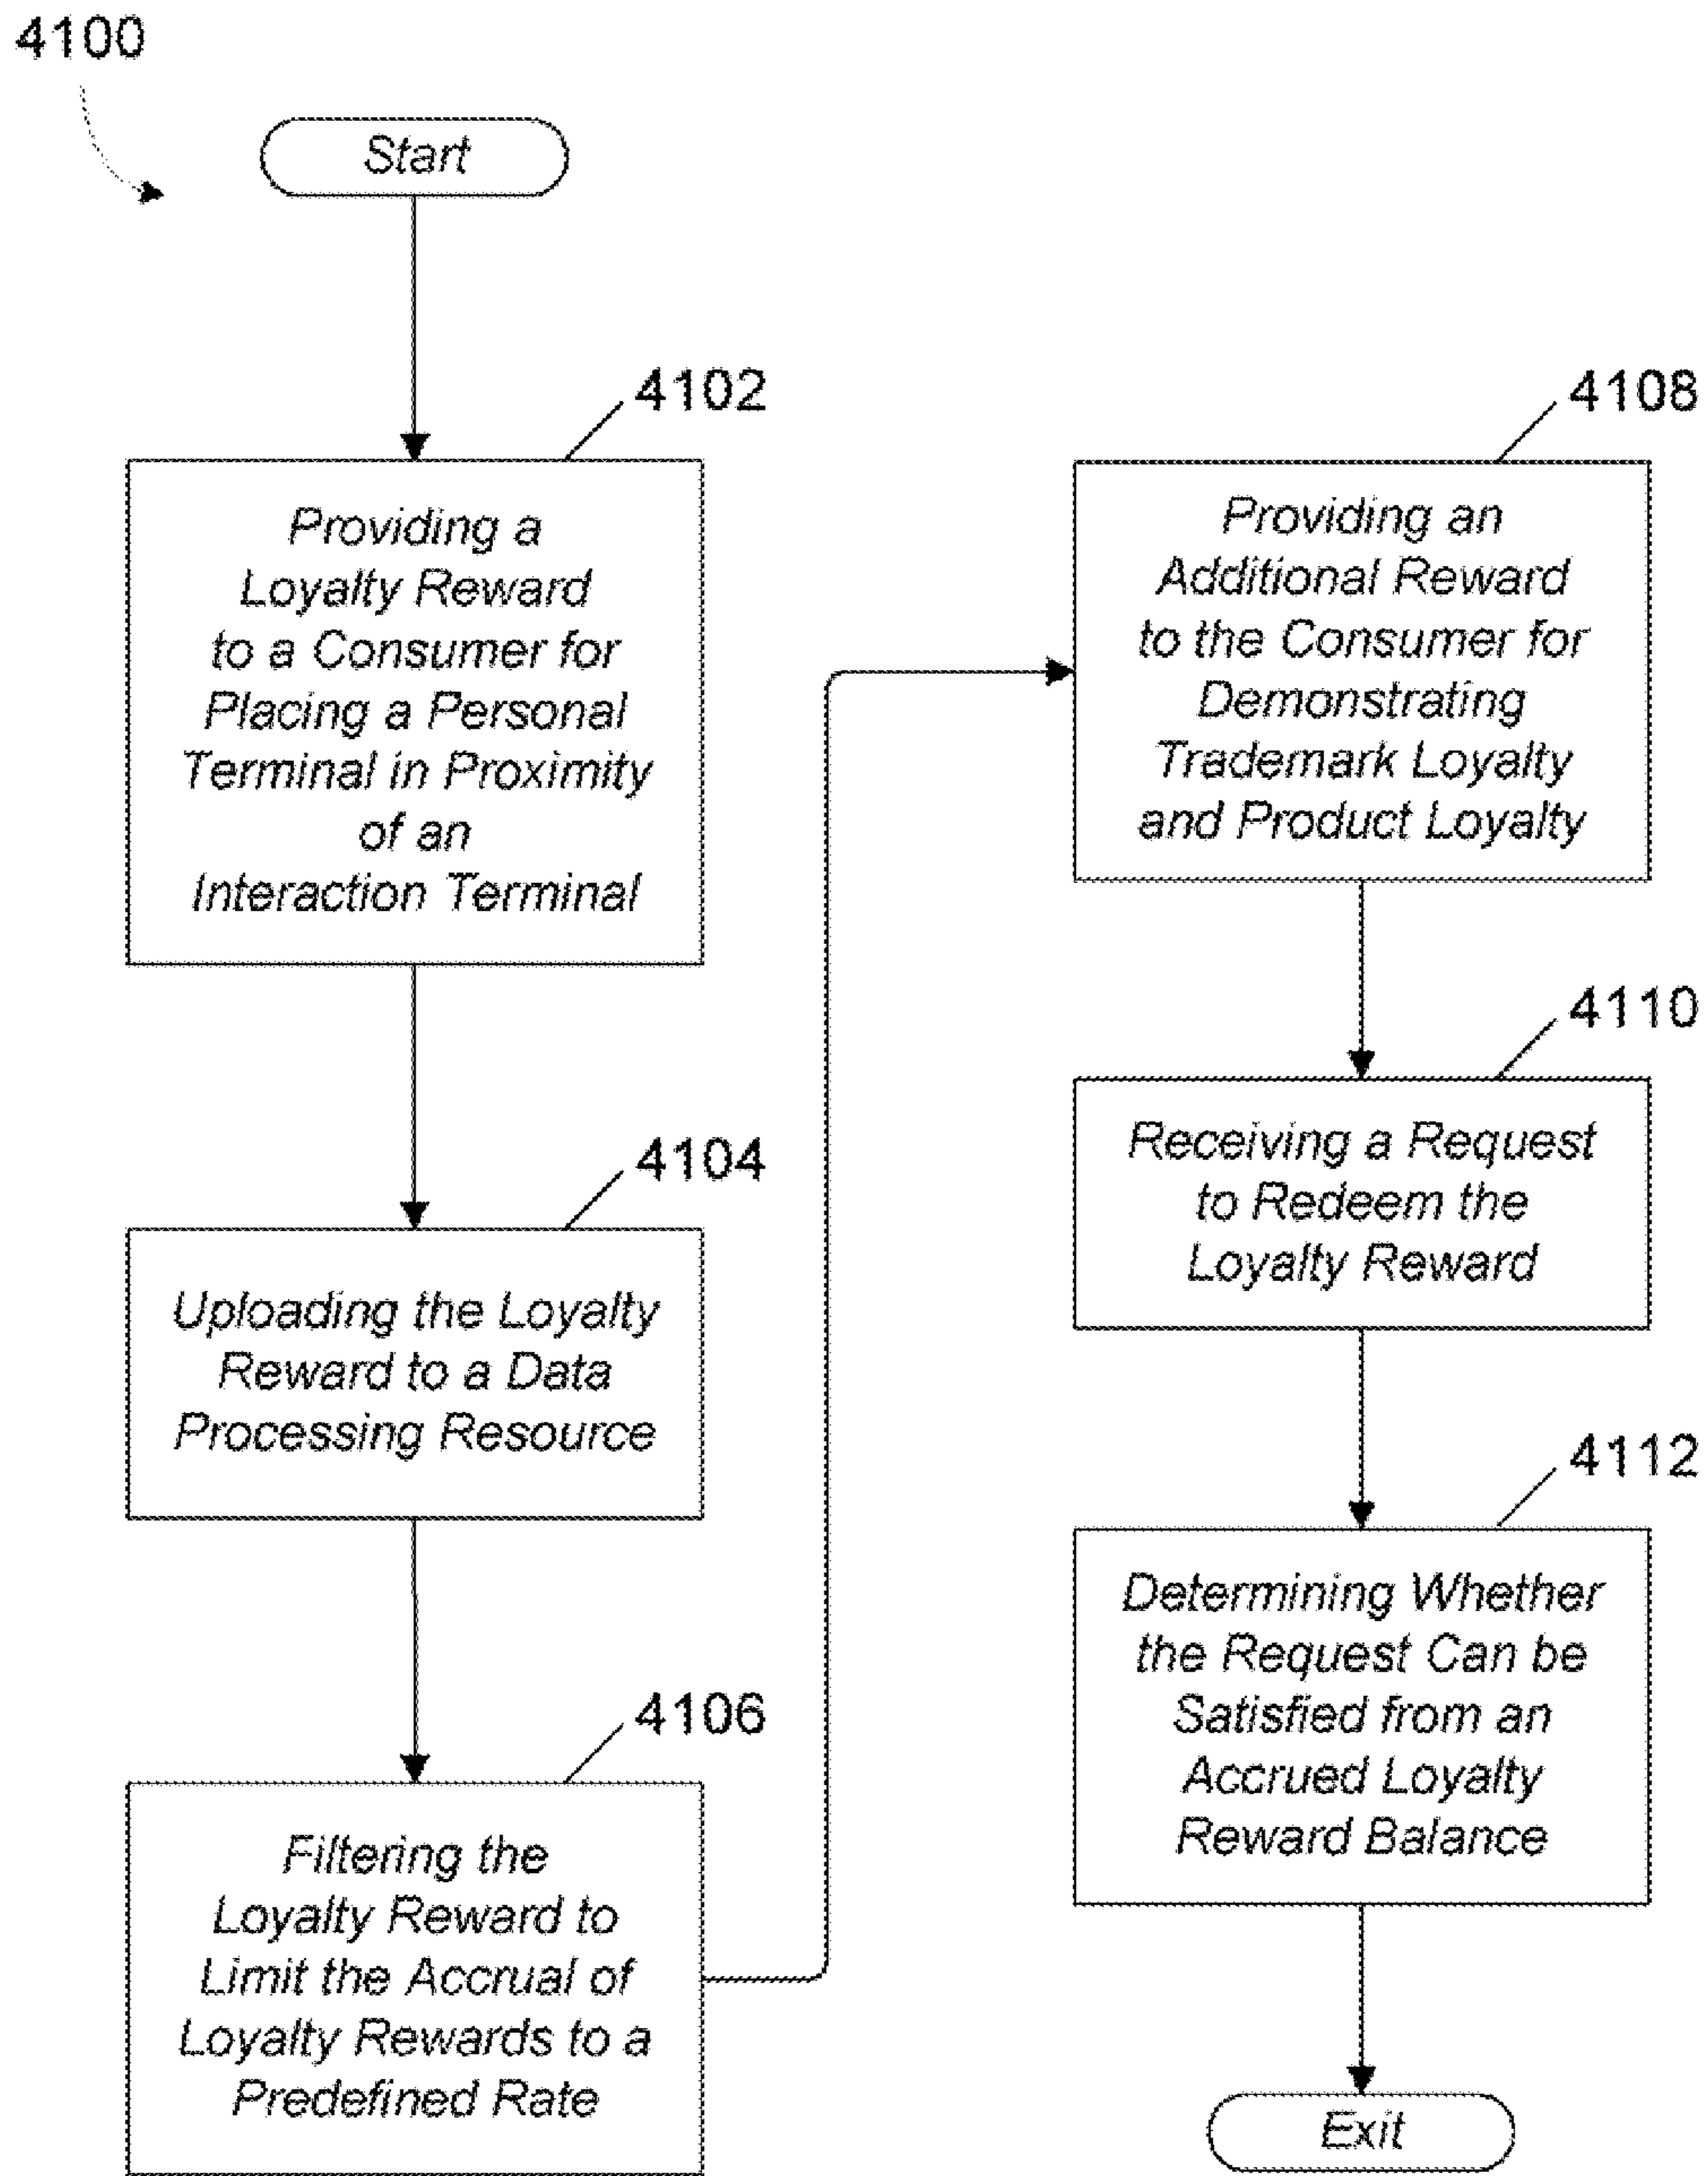 4100
Start
4102
Providing a
Loyalty Reward
to a Consumer for
Placing a Personal
Terminal in Proximity
of an
Interaction Terminal
4104
Uploading the Loyalty
Reward to a Data
Processing Resource
4106
Filtering the
Loyalty Reward to
Limit the Accrual of
Loyalty Rewards to a
Predefined Rate
4108
Providing an
Additional Reward
to the Consumer for
Demonstrating
Trademark Loyalty
and Product Loyalty
4110
Receiving a Request
to Redeem the
Loyalty Reward
4112
Determining Whether
the Request Can be
Satisfied from an
Accrued Loyalty
Reward Balance
Exit